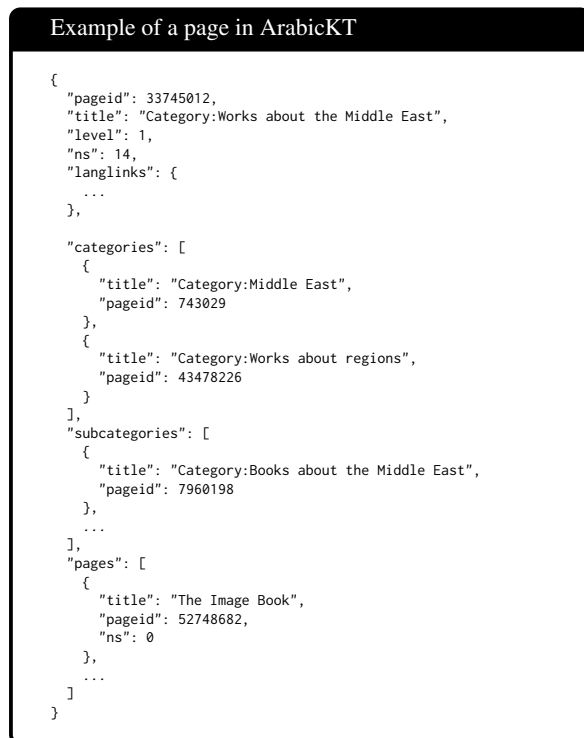 Example of a page in ArabicKT
{
"pageid": 33745012,
"title": "Category:Works about the Middle East",
"level": 1,
"ns": 14,
"langlinks": {
...
},
"categories": [
{
"title": "Category:Middle East",
"pageid": 743029
},
{
"title": "Category:Works about regions",
"pageid": 43478226
}
],
"subcategories": [
{
"title": "Category:Books about the Middle East",
"pageid": 7960198
},
...
],
"pages": [
{
"title": "The Image Book",
"pageid": 52748682,
"ns": 0
},
...
]
}